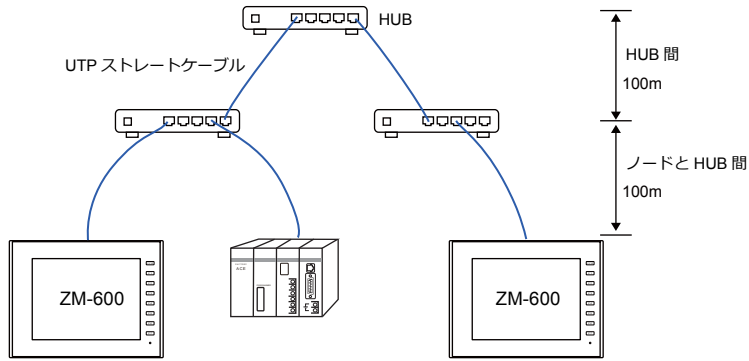 HUB
UTP ストレートケーブル
HUB 間
100m
ノードと HUB 間
100m
ZM-600
ACE
ZM-600